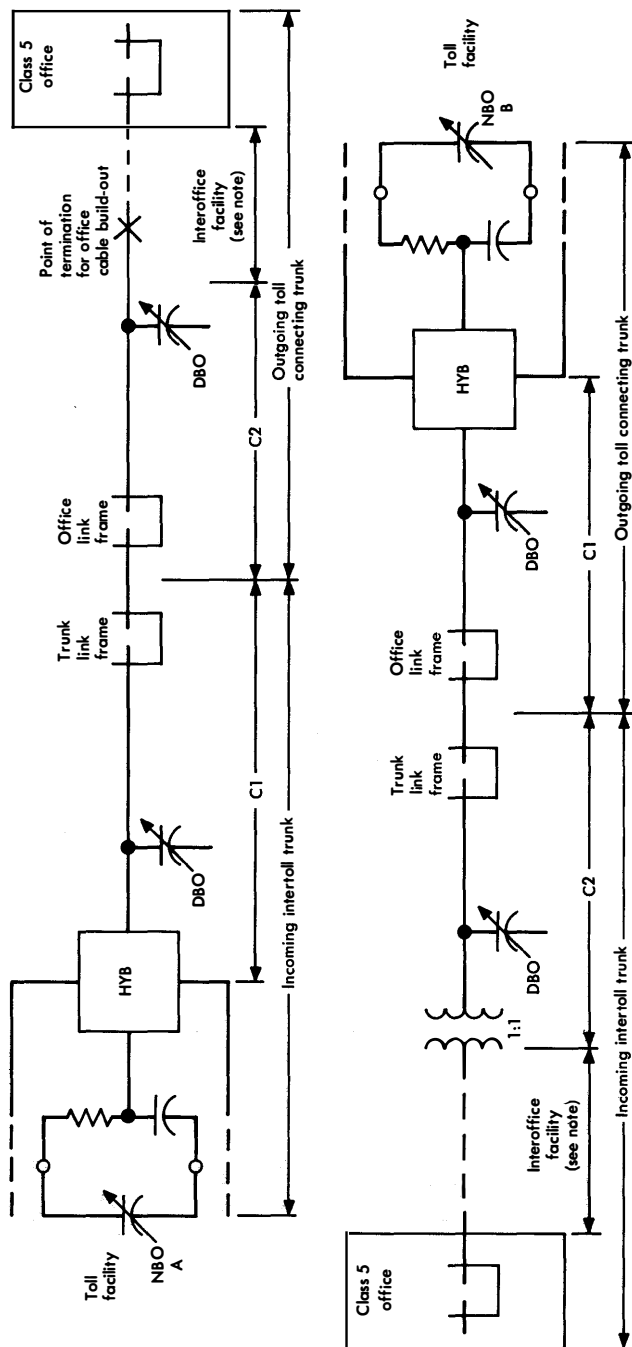 Toll
facility
NBO
A
HYB
DBO
Trunk
link
frame
Office
link
frame
DBO
Point of
termination
for office
cable build-out
Class 5
office
C1
C2
Interoffice
facility
(see note)
Incoming intertoll trunk
Outgoing toll
connecting trunk
Class 5
office
1:1
DBO
Trunk
link
frame
Office
link
frame
DBO
HYB
NBO
B
Toll
facility
Interoffice
facility
(see note)
C2
C1
Incoming intertoll trunk
Outgoing toll connecting trunk